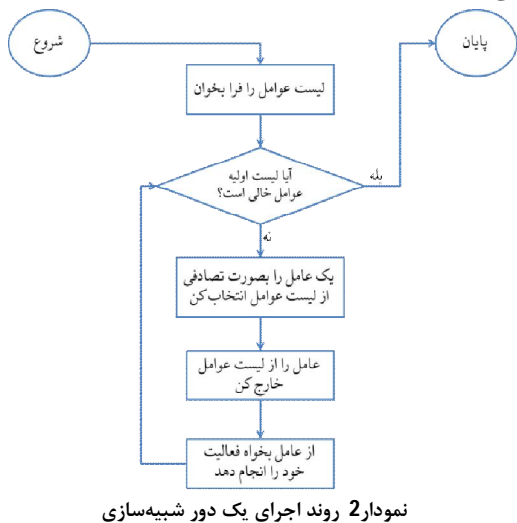 شروع
پایان
لیست عوامل را فرا بخوان
آیا لیست اولیه
عوامل خالی است؟
بله
نه
یک عامل را بصورت تصادفی
از لیست عوامل انتخاب کن
عامل را از لیست عوامل
خارج کن
از عامل بخواه فعالیت
خود را انجام دهد
نمودار2 روند اجرای یک دور شبیه‌سازی